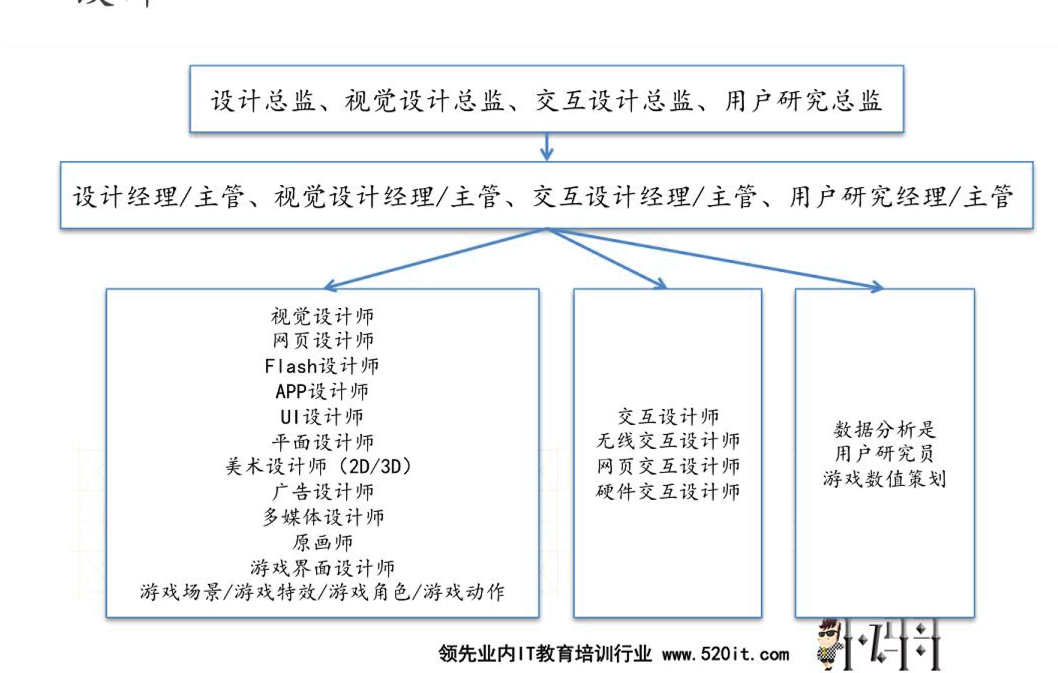 设计总监、视觉设计总监、交互设计总监、用户研究总监
设计经理/主管、视觉设计经理/主管、交互设计经理/主管、用户研究经理/主管
视觉设计师
网页设计师
Flash设计师
APP设计师
UI设计师
平面设计师
美术设计师（2D/3D）
广告设计师
多媒体设计师
原画师
游戏界面设计师
游戏场景/游戏特效/游戏角色/游戏动作
交互设计师
无线交互设计师
网页交互设计师
硬件交互设计师
数据分析是
用户研究员
游戏数值策划
领先业内IT教育培训行业 www.520it.com